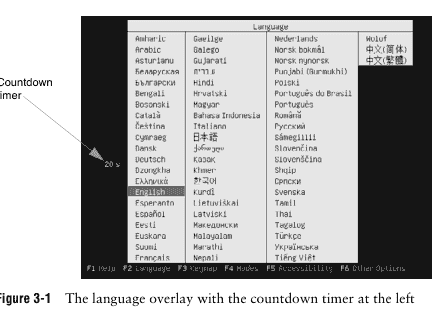 Language
Amharic
Arabic
Asturianu
Беларуская
Български
Bengali
Bosanski
Català
Čeština
Cymraeg
Dansk
Deutsch
Dzongkha
Ελληνικά
English
Esperanto
Español
Eesti
Euskara
Suomi
Français
Gaeilge
Galego
Gujarati
עברית
Hindi
Hrvatski
Magyar
Bahasa Indonesia
Italiano
日本語
ქართული
Қазақ
Khmer
한국어
Kurdî
Lietuviškai
Latviski
Македонски
Malayalam
Marathi
Nepali
Nederlands
Norsk bokmål
Norsk nynorsk
Punjabi (Gurmukhi)
Polski
Português do Brasil
Português
Română
Русский
Sámegillii
Slovenčina
Slovenščina
Shqip
Српски
Svenska
Tamil
Thai
Tagalog
Türkçe
Українська
Tiếng Việt
Wolof
中文(简体)
中文(繁體)
Countdown
timer
20 s
F1 Help F2 Language F3 Keymap F4 Modes F5 Accessibility F6 Other Options
Figure 3-1 The language overlay with the countdown timer at the left